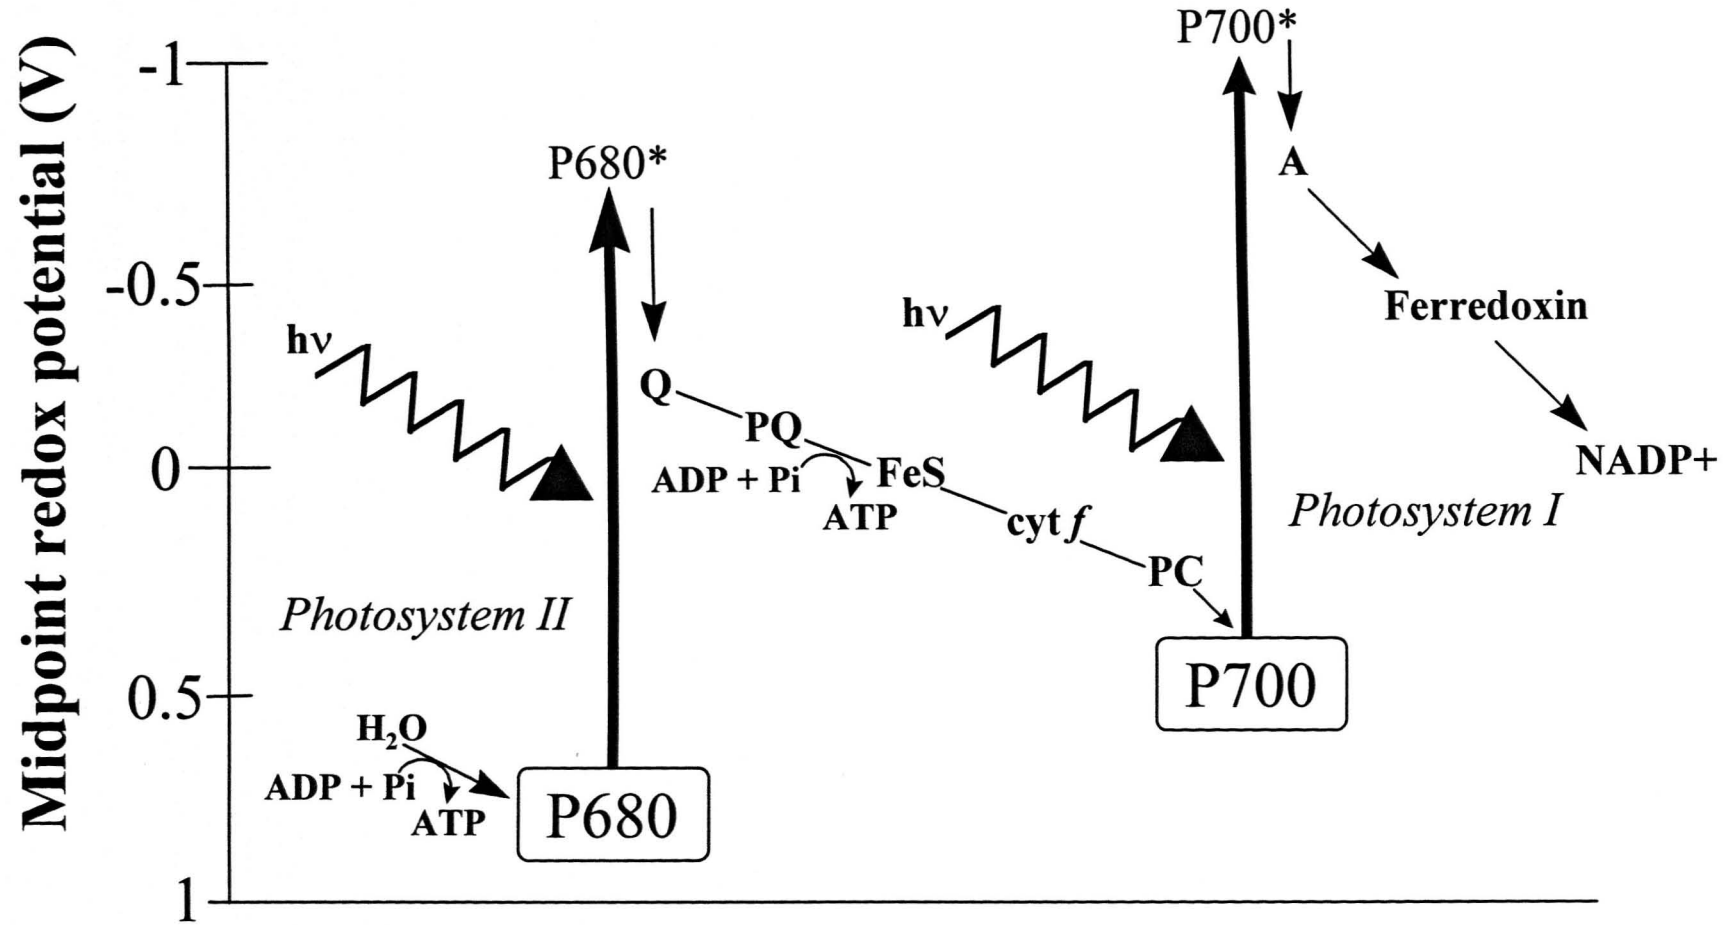 Midpoint redox potential (V)
-1
-0.5
0
0.5
1
P680*
hν
Q
PQ
ADP + Pi
ATP
FeS
cyt f
PC
Photosystem II
H₂O
ADP + Pi
ATP
P680
P700*
A
Ferredoxin
NADP+
hν
Photosystem I
P700